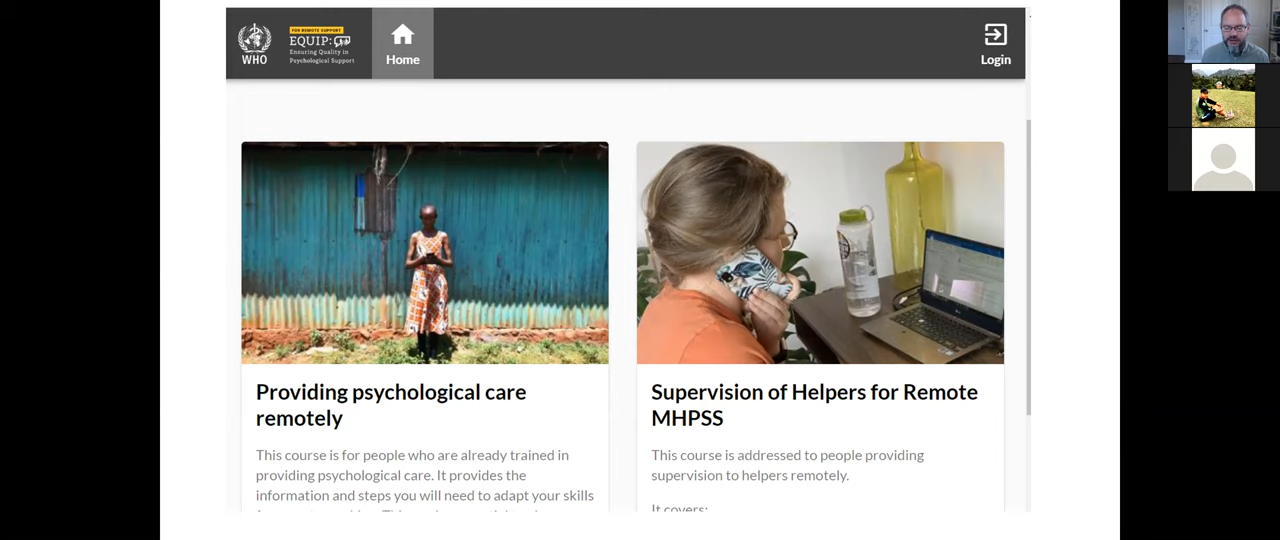 WHO
FOR REMOTE SUPPORT
EQUIP:
Ensuring Quality in
Psychological Support
Home
Login
Providing psychological care
remotely
This course is for people who are already trained in
providing psychological care. It provides the
information and steps you will need to adapt your skills
Supervision of Helpers for Remote
MHPSS
This course is addressed to people providing
supervision to helpers remotely.
It covers: